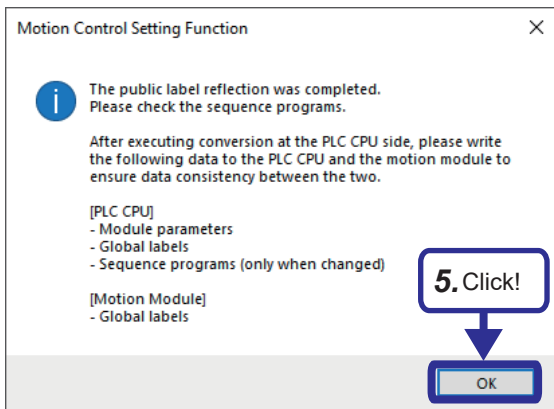 Motion Control Setting Function
The public label reflection was completed.
Please check the sequence programs.
After executing conversion at the PLC CPU side, please write
the following data to the PLC CPU and the motion module to
ensure data consistency between the two.
[PLC CPU]
- Module parameters
- Global labels
- Sequence programs (only when changed)
[Motion Module]
- Global labels
5. Click!
OK